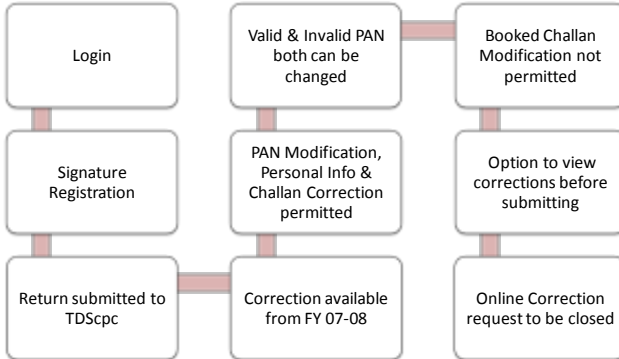 Login
Signature
Registration
Return submitted to
TDScpc
Correction available
from FY 07-08
PAN Modification,
Personal Info &
Challan Correction
permitted
Valid & Invalid PAN
both can be
changed
Booked Challan
Modification not
permitted
Option to view
corrections before
submitting
Online Correction
request to be closed